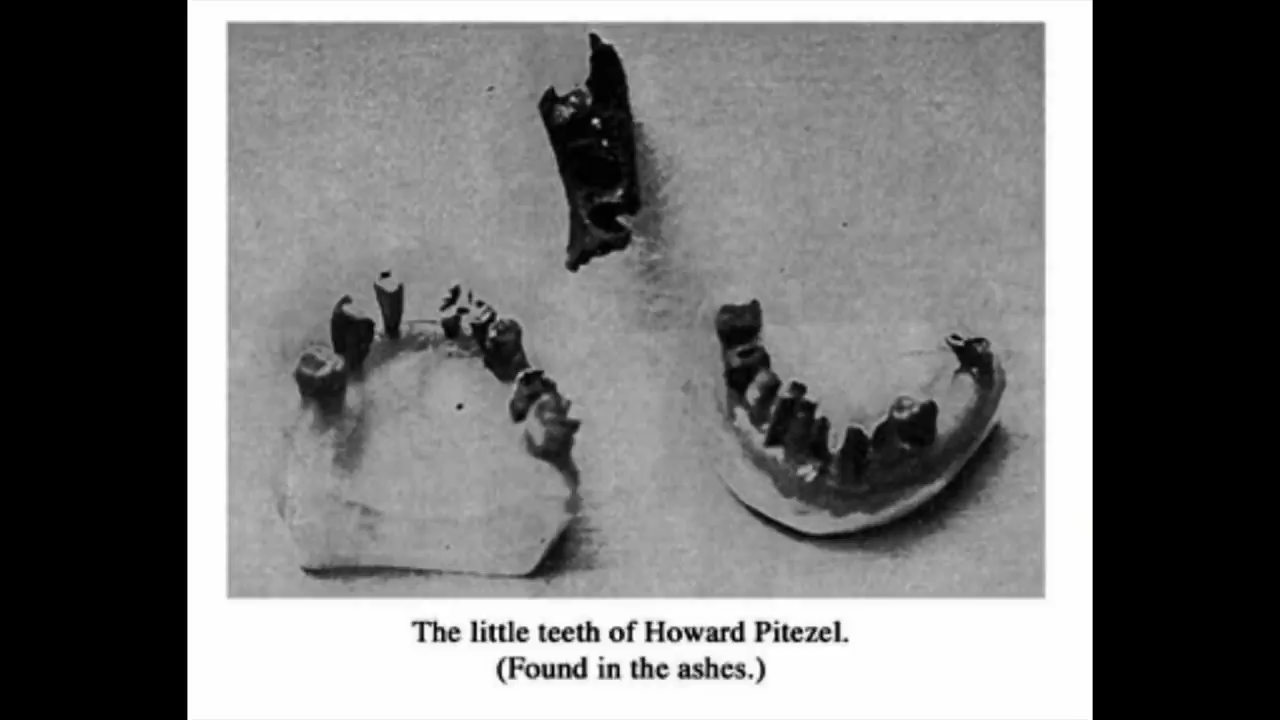 The little teeth of Howard Pitezel.
(Found in the ashes.)